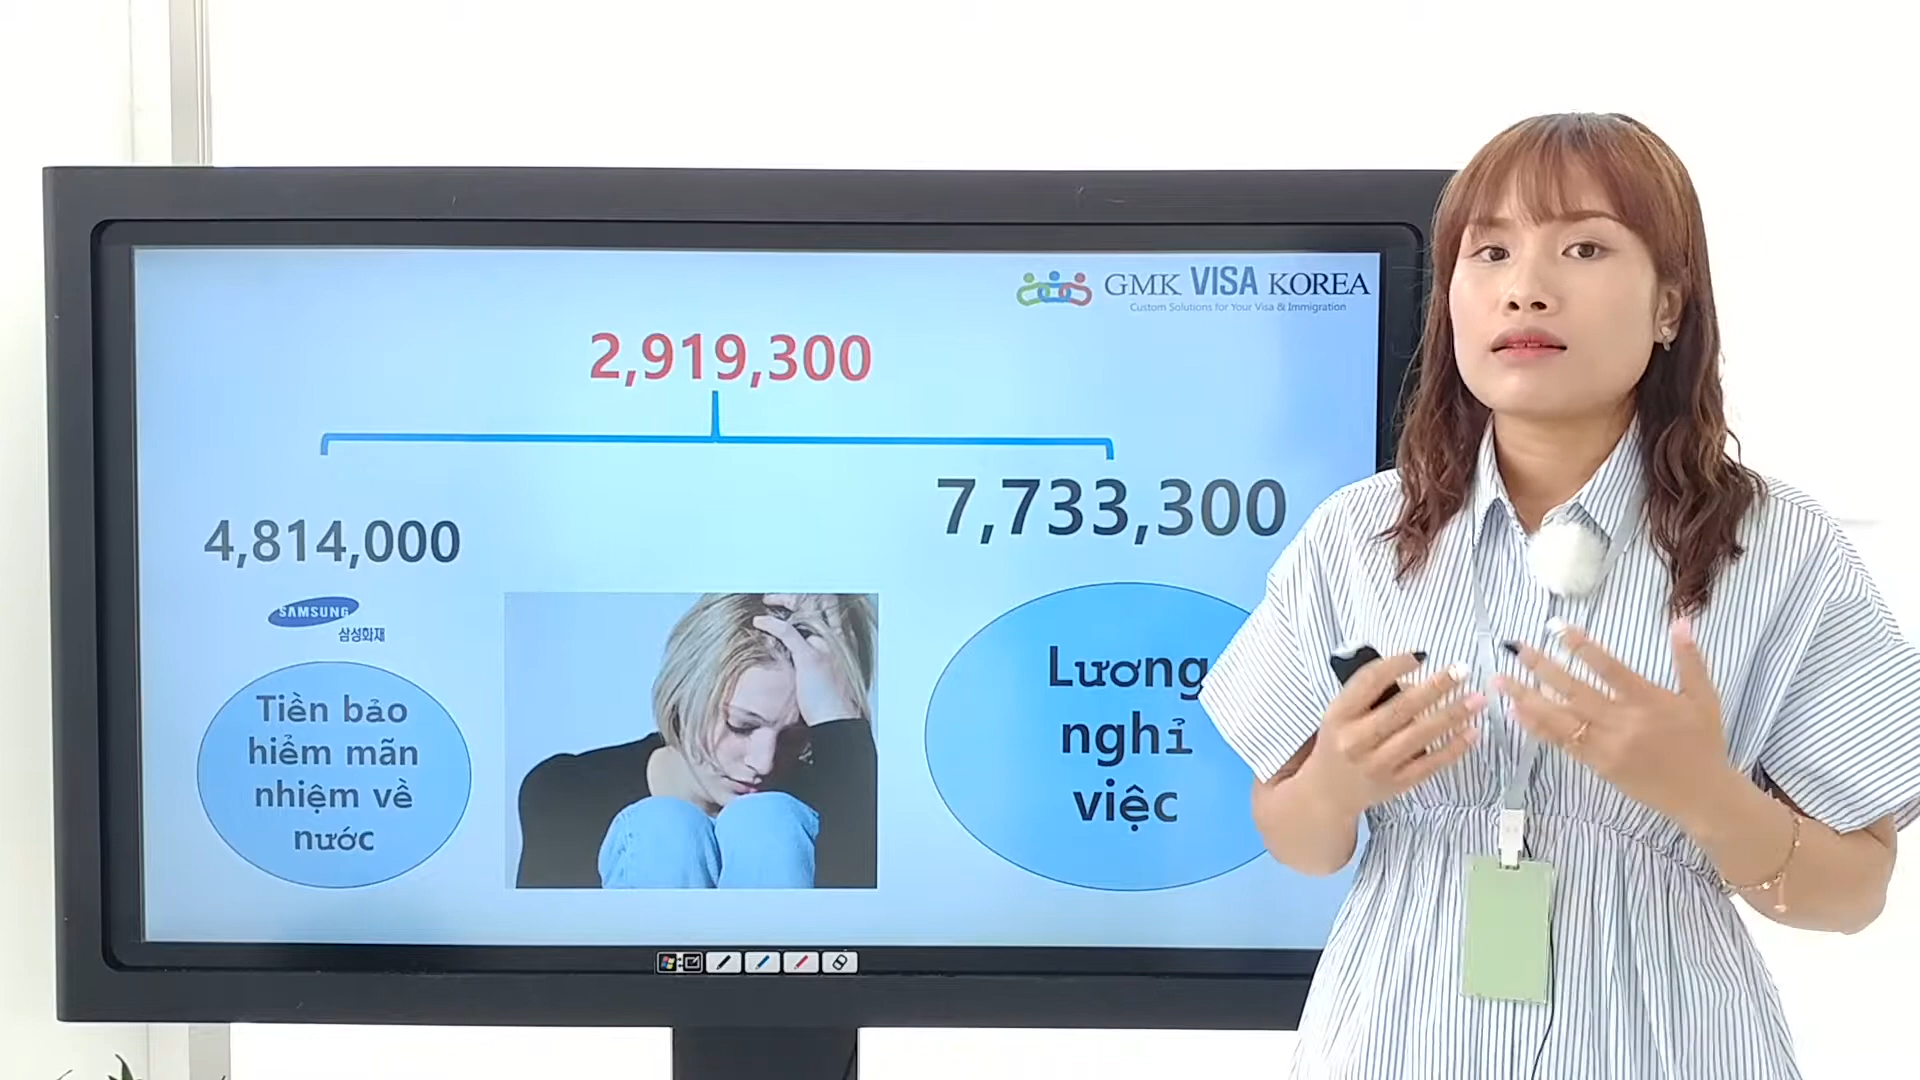 GMK VISA KOREA
Custom Solutions for Your Visa & Immigration
2,919,300
4,814,000
7,733,300
SAMSUNG
삼성화재
Tiền bảo
hiểm mãn
nhiệm về
nước
Lương
nghỉ
việc